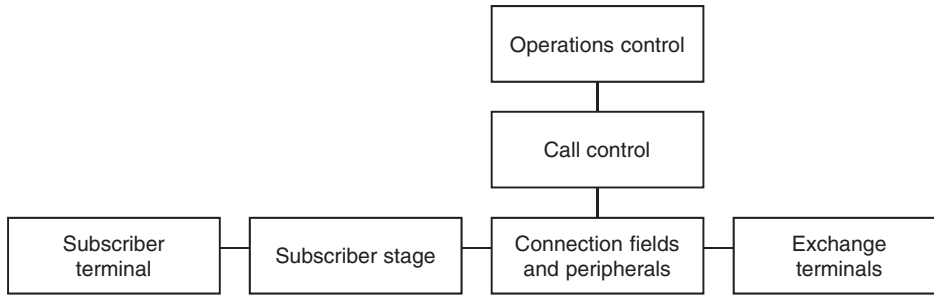 Operations control
Call control
Subscriber
terminal
Subscriber stage
Connection fields
and peripherals
Exchange
terminals